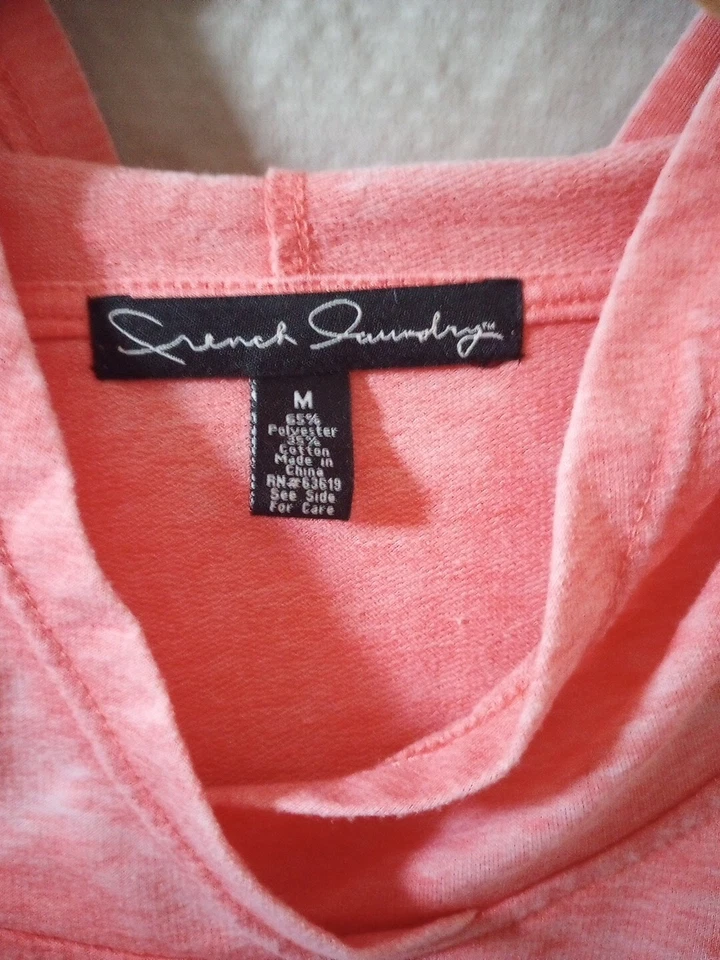 French Laundry™
M
65%
Polyester
35%
Cotton
Made in
China
RN#63619
See Side
For Care